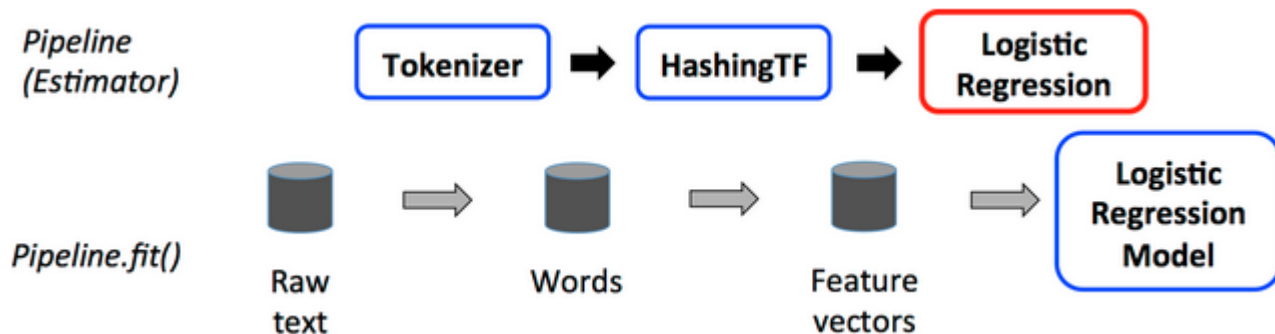 Pipeline
(Estimator)
Tokenizer
HashingTF
Logistic
Regression
Pipeline.fit()
Raw
text
Words
Feature
vectors
Logistic
Regression
Model